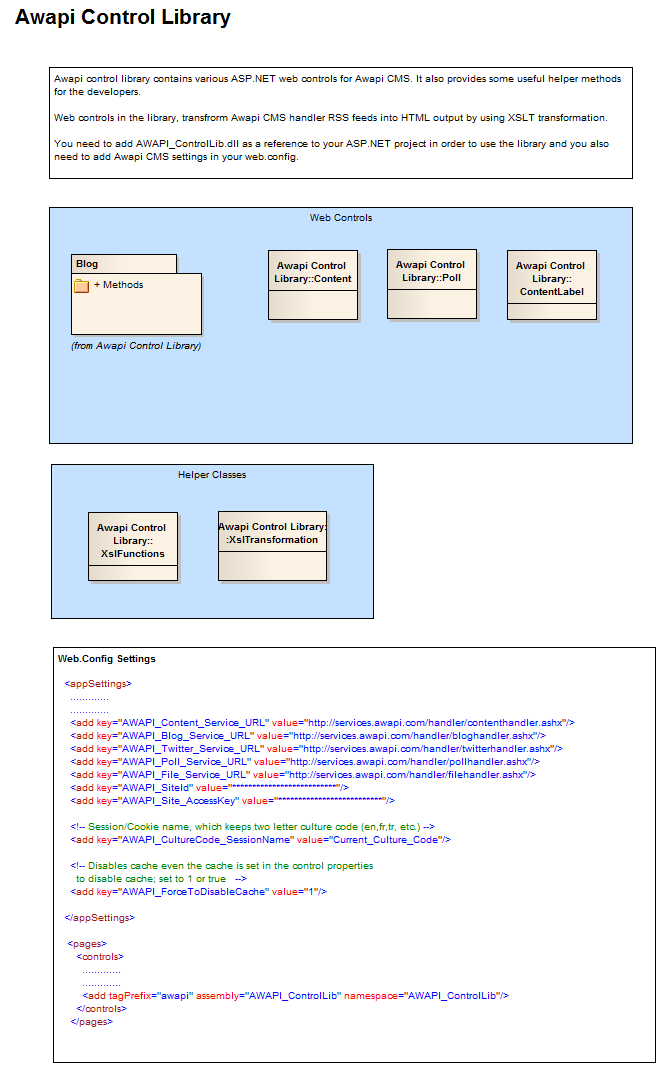 Awapi Control Library
Awapi control library contains various ASP.NET web controls for Awapi CMS. It also provides some useful helper methods
for the developers.
Web controls in the library, transfrorm Awapi CMS handler RSS feeds into HTML output by using XSLT transformation.
You need to add AWAPI_ControlLib.dll as a reference to your ASP.NET project in order to use the library and you also
need to add Awapi CMS settings in your web.config.
Web Controls
Blog
+ Methods
(from Awapi Control Library)
Awapi Control
Library::Content
Awapi Control
Library::Poll
Awapi Control
Library::
ContentLabel
Helper Classes
Awapi Control
Library::
XslFunctions
Awapi Control Library:
:XslTransformation
Web.Config Settings
<appSettings>
.............
.............
<add key="AWAPI_Content_Service_URL" value="http://services.awapi.com/handler/contenthandler.ashx"/>
<add key="AWAPI_Blog_Service_URL" value="http://services.awapi.com/handler/bloghandler.ashx"/>
<add key="AWAPI_Twitter_Service_URL" value="http://services.awapi.com/handler/twitterhandler.ashx"/>
<add key="AWAPI_Poll_Service_URL" value="http://services.awapi.com/handler/pollhandler.ashx"/>
<add key="AWAPI_File_Service_URL" value="http://services.awapi.com/handler/filehandler.ashx"/>
<add key="AWAPI_SiteId" value="**************************"/>
<add key="AWAPI_Site_AccessKey" value="**************************"/>
<!-- Session/Cookie name, which keeps two letter culture code (en,fr,tr, etc.) -->
<add key="AWAPI_CultureCode_SessionName" value="Current_Culture_Code"/>
<!-- Disables cache even the cache is set in the control properties
to disable cache; set to 1 or true -->
<add key="AWAPI_ForceToDisableCache" value="1"/>
</appSettings>
<pages>
<controls>
.............
.............
<add tagPrefix="awapi" assembly="AWAPI_ControlLib" namespace="AWAPI_ControlLib"/>
</controls>
</pages>